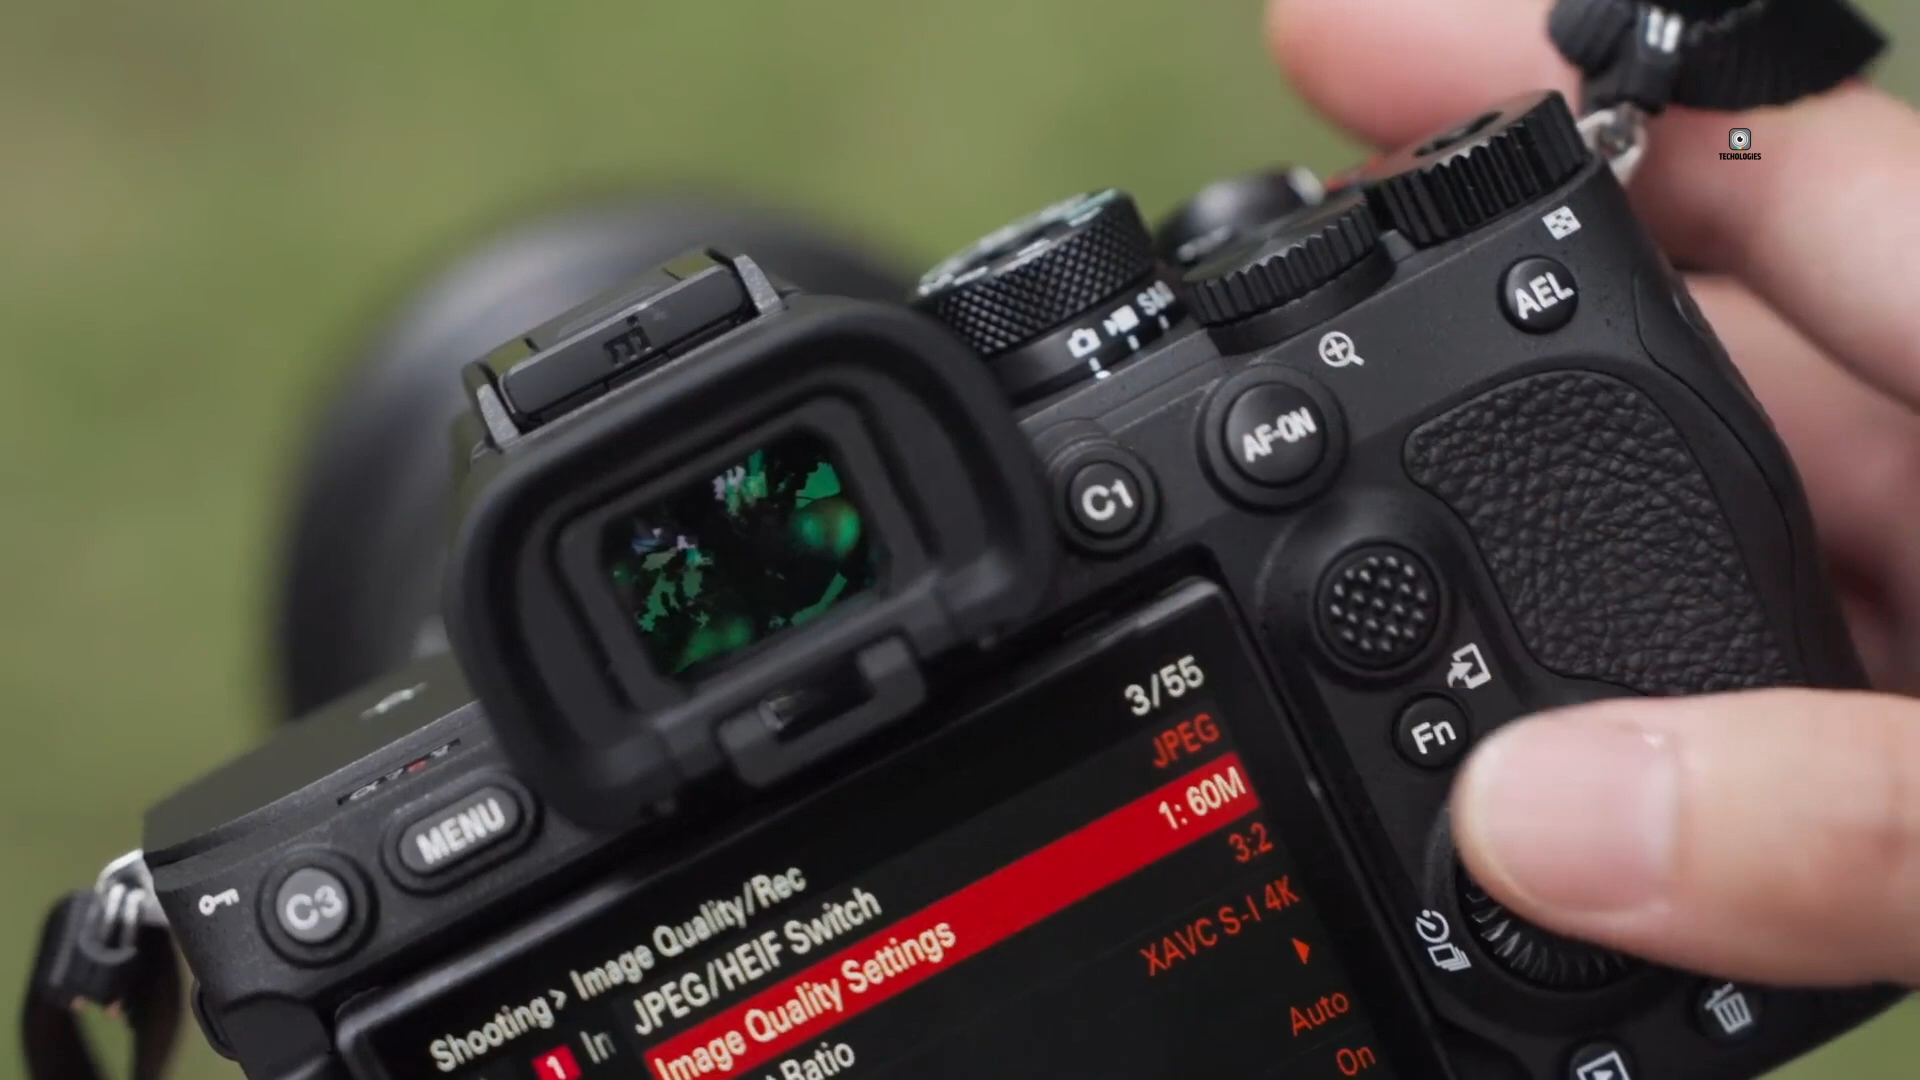 TECHOLOGIES
S&Q
AEL
AF-ON
C1
Fn
MENU
C3
3/55
Shooting> Image Quality/Rec
JPEG/HEIF Switch
JPEG
Image Quality Settings
1: 60M
Ratio
3:2
XAVC S-I 4K
Auto
On
1 In